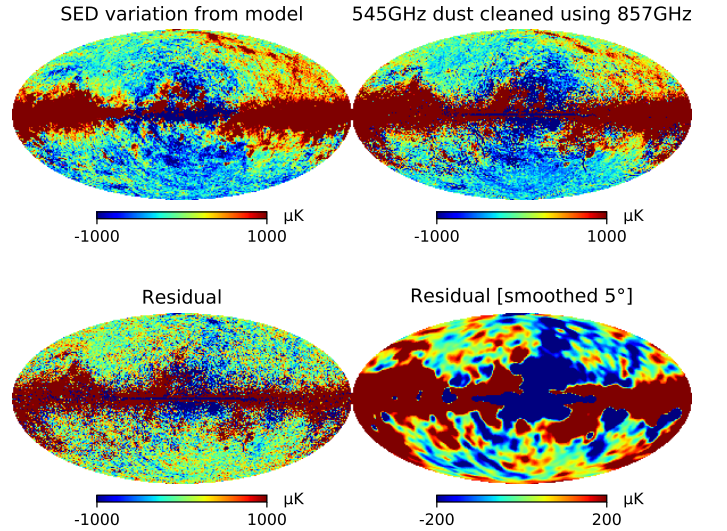 SED variation from model
545GHz dust cleaned using 857GHz
μK
-1000 1000
μK
-1000 1000
Residual
Residual [smoothed 5°]
μK
-1000 1000
μK
-200 200